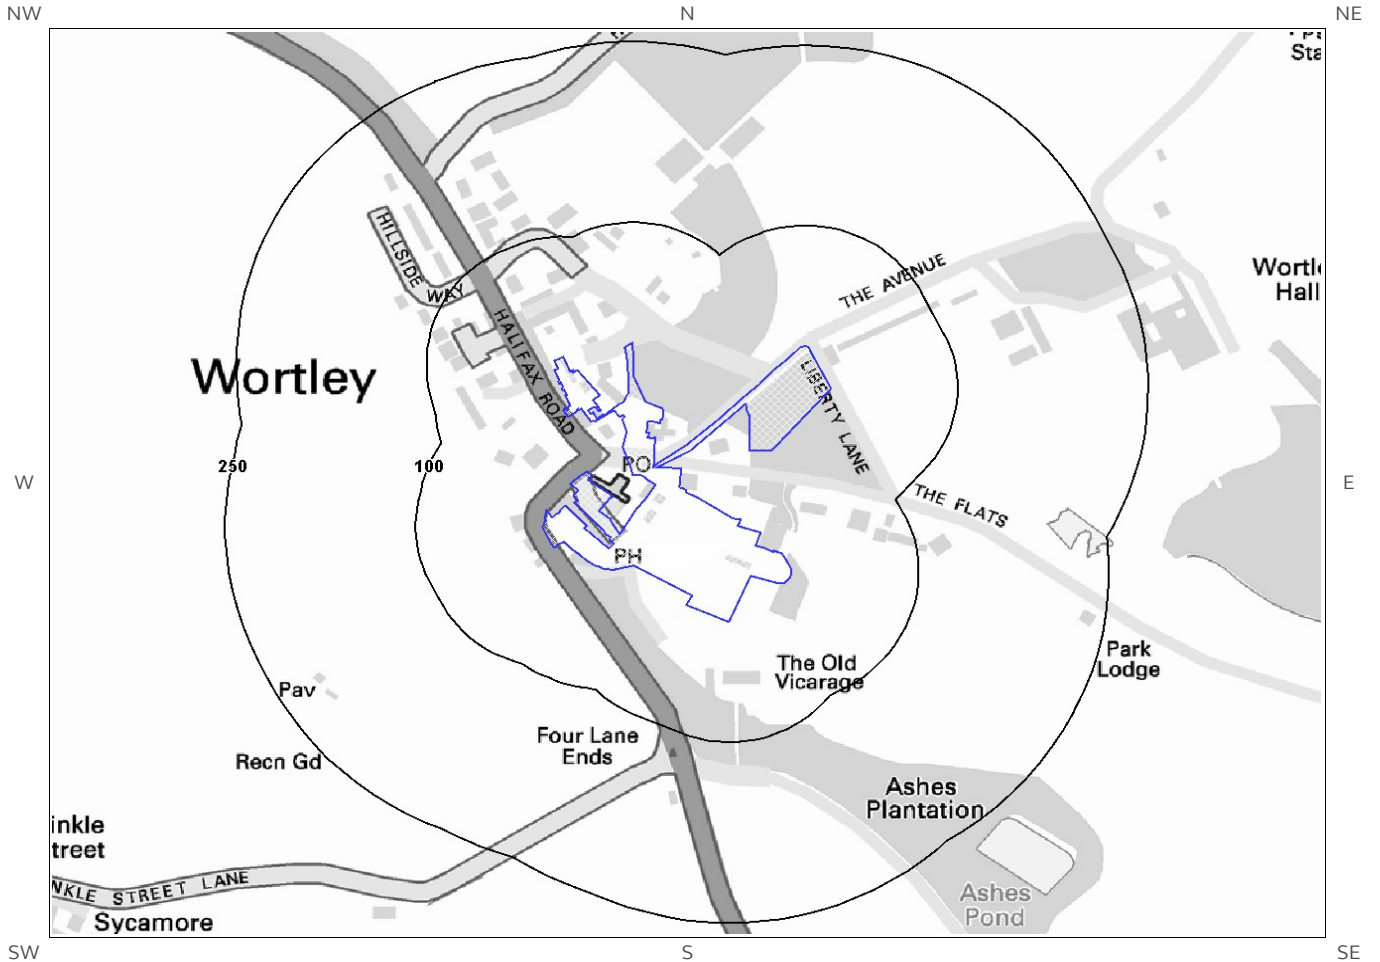 NW
N
NE
Sta
HILLSIDE
WAY
HALIFAX ROAD
THE AVENUE
Wortle
Hall
Wortley
LIBERTY LANE
250
100
PO
W
E
THE FLATS
PH
Park
Lodge
The Old
Vicarage
Pav
Four Lane
Ends
Recn Gd
Ashes
Plantation
inkle
treet
NKLE STREET LANE
Sycamore
Ashes
Pond
SW
S
SE